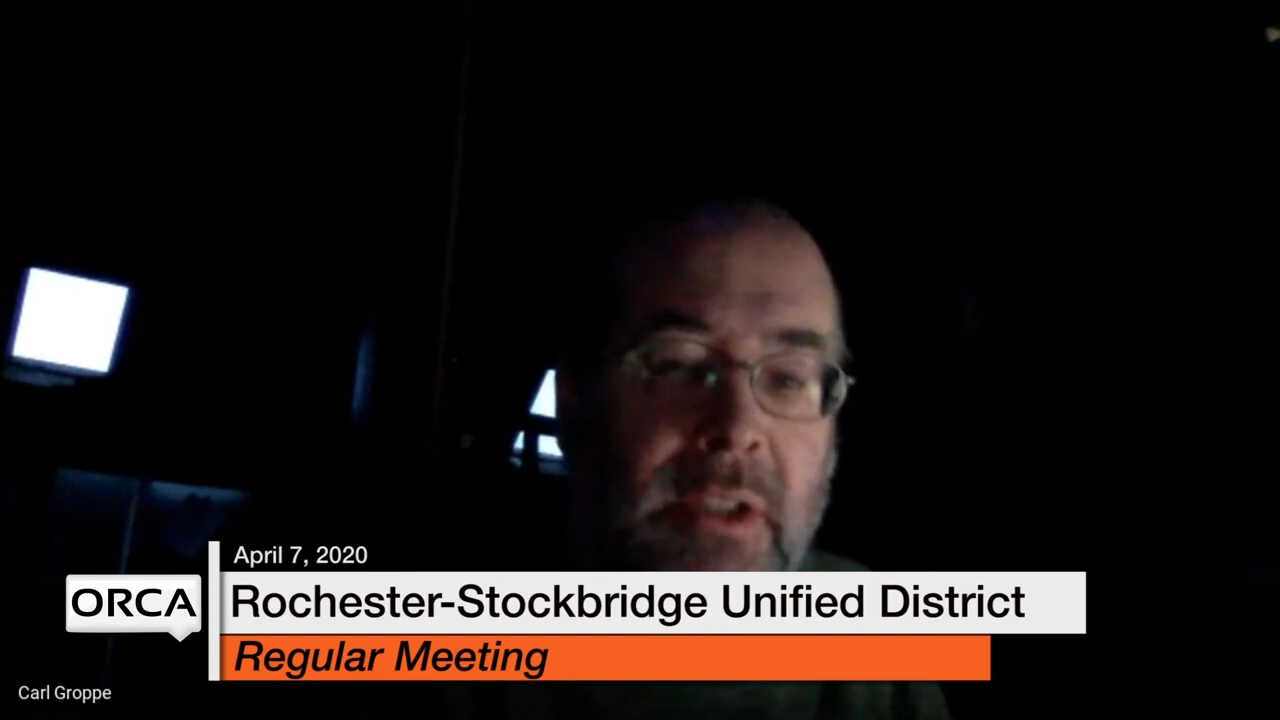 April 7, 2020
ORCA
Rochester-Stockbridge Unified District
Regular Meeting
Carl Groppe